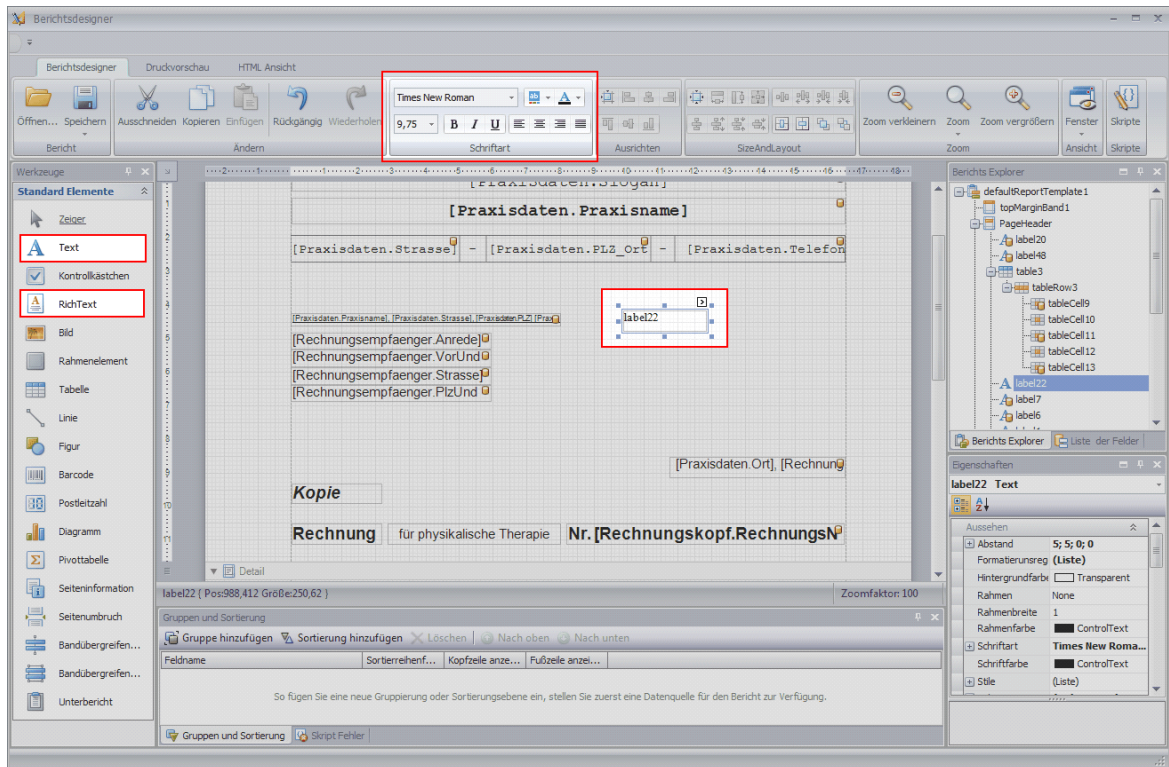 Berichtsdesigner
Berichtsdesigner Druckvorschau HTML Ansicht
Öffnen... Speichern Ausschneiden Kopieren Einfügen Rückgängig Wiederholen
Times New Roman
9,75 B I U
Zoom verkleinern Zoom Zoom vergrößern Fenster Skripte
Bericht Ändern Schriftart Ausrichten SizeAndLayout Zoom Ansicht Skripte
Werkzeuge
Standard Elemente
Zeiger
Text
Kontrollkästchen
RichText
Bild
Rahmenelement
Tabelle
Linie
Figur
Barcode
Postleitzahl
Diagramm
Pivottabelle
Seiteninformation
Seitenumbruch
Bandübergreifen...
Bandübergreifen...
Unterbericht
[Praxisdaten.Slogan]
[Praxisdaten.Praxisname]
[Praxisdaten.Strasse] - [Praxisdaten.PLZ_Ort - [Praxisdaten.Telefon
label22
[Praxisdaten.Praxisname], [Praxisdaten.Strasse], [Praxisdaten.PLZ] [Prax
[Rechnungsempfaenger.Anrede]
[Rechnungsempfaenger.VorUnd
[Rechnungsempfaenger.Strasse]
[Rechnungsempfaenger.PlzUnd
[Praxisdaten.Ort], [Rechnung
Kopie
Rechnung für physikalische Therapie Nr. [Rechnungskopf.RechnungsN
Detail
label22 { Pos:988,412 Größe:250,62 } Zoomfaktor: 100
Gruppen und Sortierung
Gruppe hinzufügen Sortierung hinzufügen Löschen Nach oben Nach unten
Feldname Sortierreihenf... Kopfzeile anze... Fußzeile anzei...
So fügen Sie eine neue Gruppierung oder Sortierungsebene ein, stellen Sie zuerst eine Datenquelle für den Bericht zur Verfügung.
Gruppen und Sortierung Skript Fehler
Berichts Explorer
defaultReportTemplate1
topMarginBand1
PageHeader
label20
label48
table3
tableRow3
tableCell9
tableCell10
tableCell11
tableCell12
tableCell13
label22
label7
label6
Berichts Explorer Liste der Felder
Eigenschaften
label22 Text
Aussehen
Abstand 5; 5; 0; 0
Formatierungsreg (Liste)
Hintergrundfarbe Transparent
Rahmen None
Rahmenbreite 1
Rahmenfarbe ControlText
Schriftart Times New Roma...
Schriftfarbe ControlText
Stile (Liste)